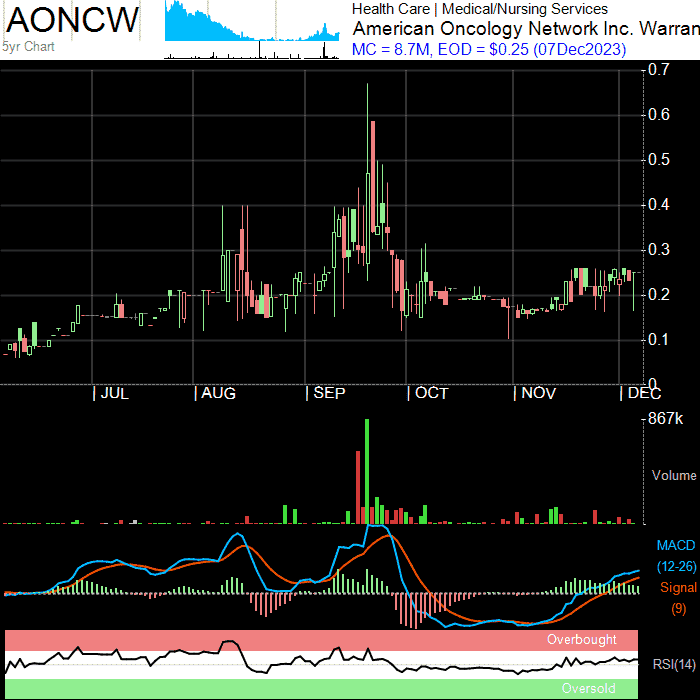 AONCW
5yr Chart
Health Care | Medical/Nursing Services
American Oncology Network Inc. Warran
MC = 8.7M, EOD = $0.25 (07Dec2023)
0.7
0.6
0.5
0.4
0.3
0.2
0.1
0
JUL AUG SEP OCT NOV DEC
867k
Volume
MACD
(12-26)
Signal
(9)
Overbought
RSI(14)
Oversold